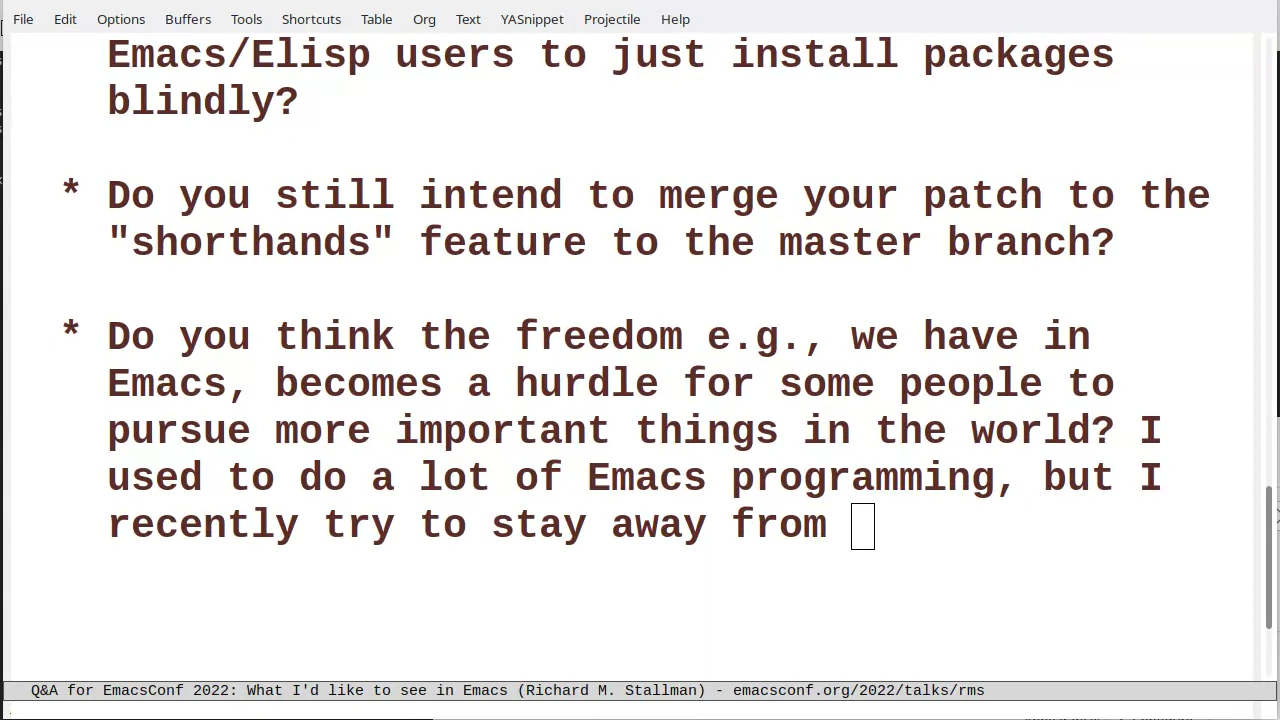 File Edit Options Buffers Tools Shortcuts Table Org Text YASnippet Projectile Help
Emacs/Elisp users to just install packages
blindly?
* Do you still intend to merge your patch to the
"shorthands" feature to the master branch?
* Do you think the freedom e.g., we have in
Emacs, becomes a hurdle for some people to
pursue more important things in the world? I
used to do a lot of Emacs programming, but I
recently try to stay away from
Q&A for EmacsConf 2022: What I'd like to see in Emacs (Richard M. Stallman) - emacsconf.org/2022/talks/rms